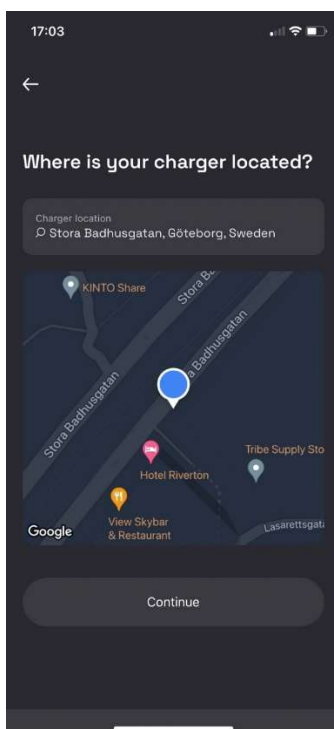 17:03
Where is your charger located?
Charger location
Stora Badhusgatan, Göteborg, Sweden
KINTO Share
Stora B
Stora Badhusgatan
Stora Badhusgatan
Hotel Riverton
Tribe Supply Sto
View Skybar
& Restaurant
Google
Lasarettsgat
Continue